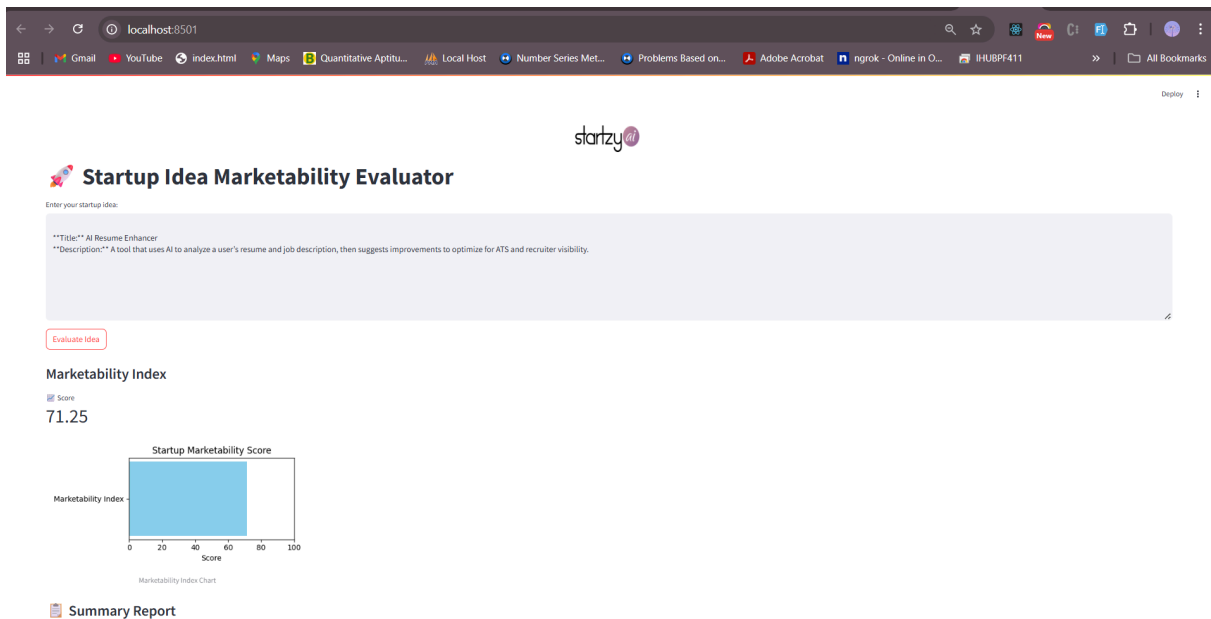 localhost:8501
New
Gmail YouTube index.html Maps Quantitative Aptitu... Local Host Number Series Met... Problems Based on... Adobe Acrobat ngrok - Online in O... IHUBPF411 » All Bookmarks
Deploy
startzy ai
Startup Idea Marketability Evaluator
Enter your startup idea:
**Title:** AI Resume Enhancer
**Description:** A tool that uses AI to analyze a user's resume and job description, then suggests improvements to optimize for ATS and recruiter visibility.
Evaluate Idea
Marketability Index
Score
71.25
Startup Marketability Score
Marketability Index
0 20 40 60 80 100
Score
Marketability Index Chart
Summary Report